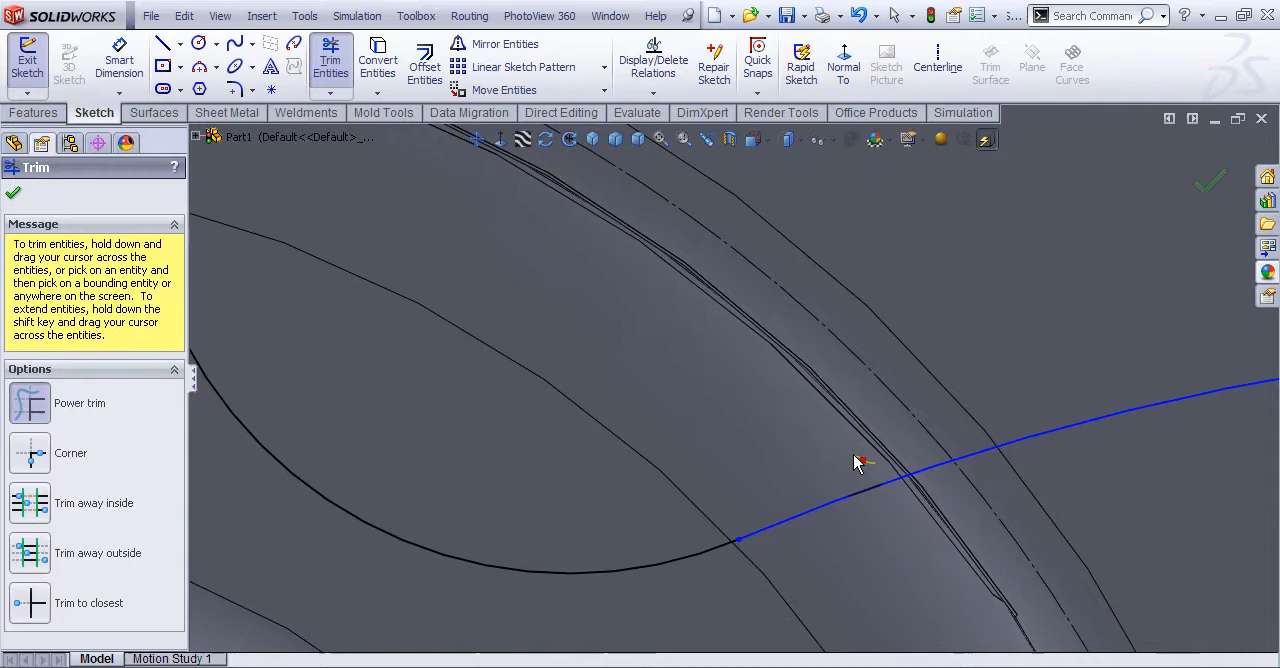 SOLIDWORKS File Edit View Insert Tools Simulation Toolbox Routing PhotoView 360 Window Help S... Search Comman
Exit Sketch 3D Sketch Smart Dimension Trim Entities Convert Entities Offset Entities Mirror Entities Linear Sketch Pattern Move Entities Display/Delete Relations Repair Sketch Quick Snaps Rapid Sketch Normal To Sketch Picture Centerline Trim Surface Plane Face Curves
Features Sketch Surfaces Sheet Metal Weldments Mold Tools Data Migration Direct Editing Evaluate DimXpert Render Tools Office Products Simulation
Part1 (Default<<Default>_...
Trim ?
Message
To trim entities, hold down and
drag your cursor across the
entities, or pick on an entity and
then pick on a bounding entity or
anywhere on the screen. To
extend entities, hold down the
shift key and drag your cursor
across the entities.
Options
Power trim
Corner
Trim away inside
Trim away outside
Trim to closest
Model Motion Study 1